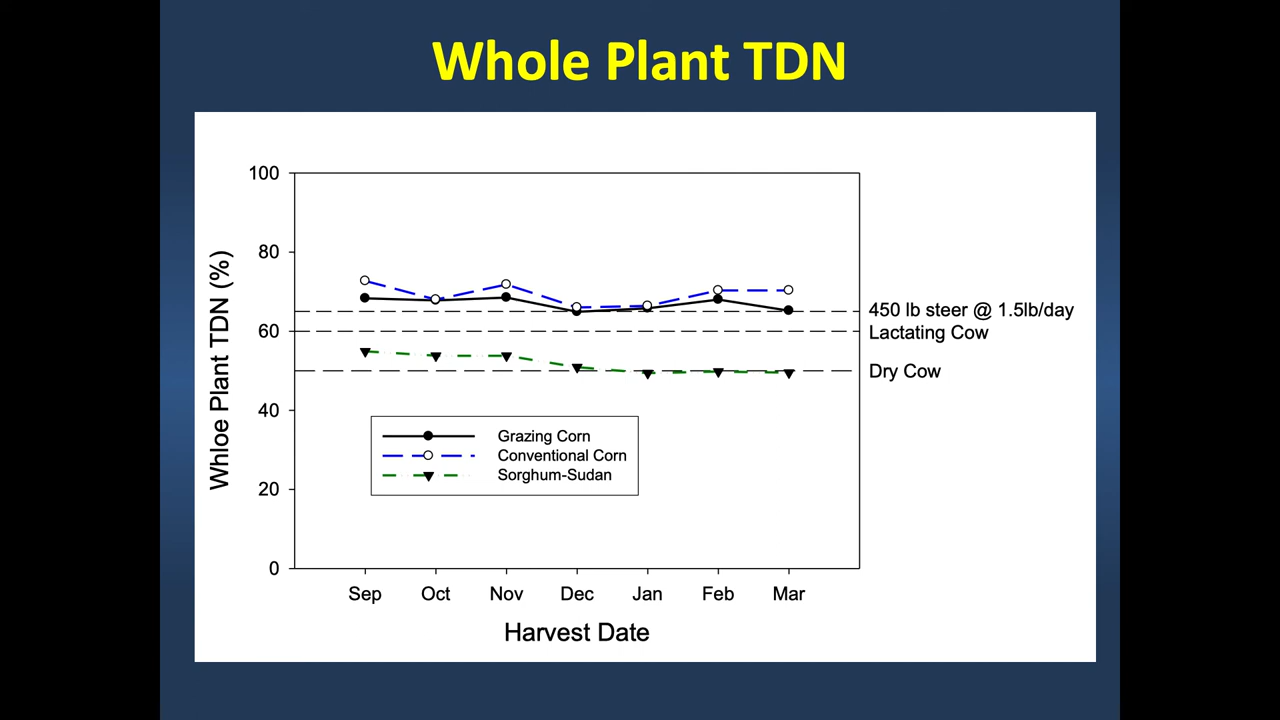 Whole Plant TDN
Whloe Plant TDN (%)
100
80
60
40
20
0
450 lb steer @ 1.5lb/day
Lactating Cow
Dry Cow
Grazing Corn
Conventional Corn
Sorghum-Sudan
Sep Oct Nov Dec Jan Feb Mar
Harvest Date